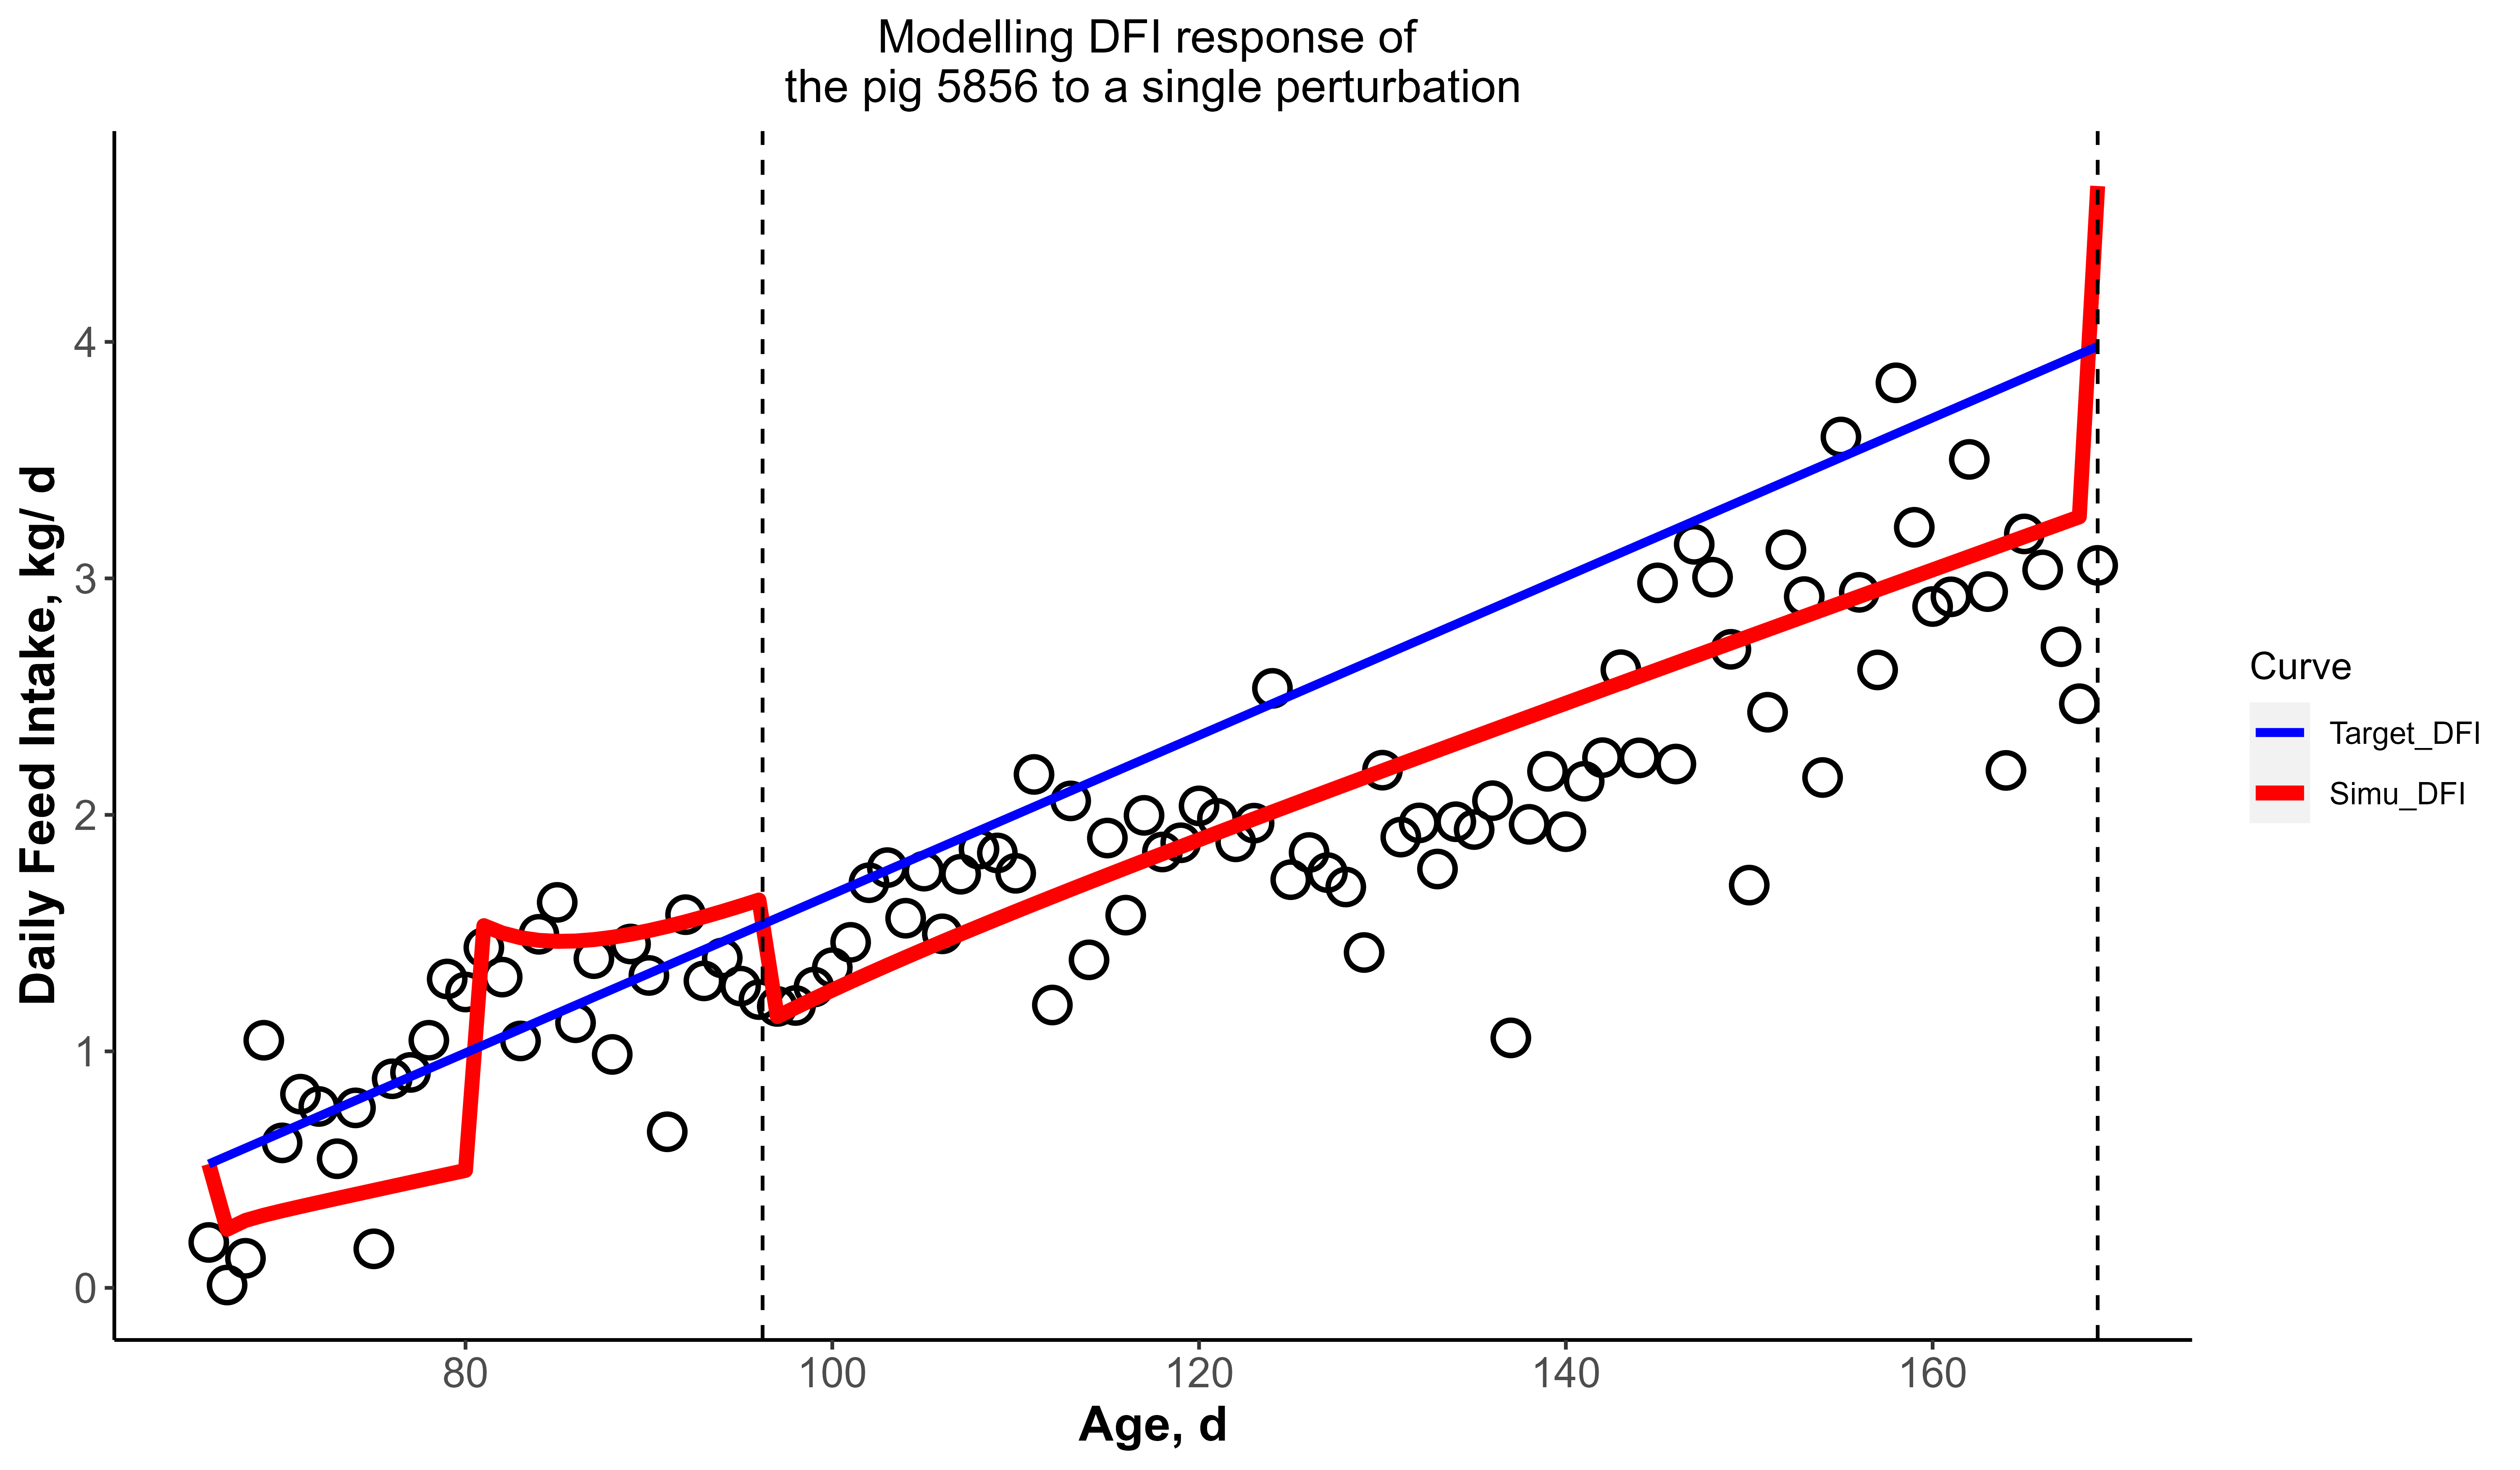 Modelling DFI response of
the pig 5856 to a single perturbation
Daily Feed Intake, kg/ d
4
3
2
1
0
80
100
120
140
160
Age, d
Curve
Target_DFI
Simu_DFI